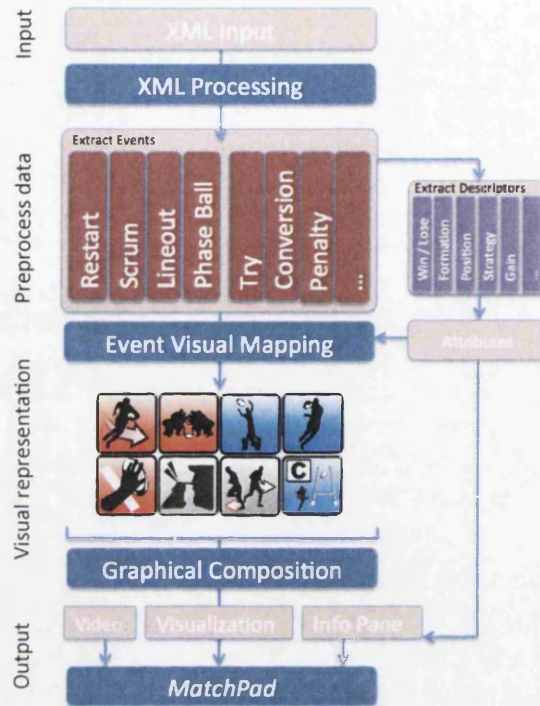 Input
XML Input
XML Processing
Preprocess data
Extract Events
Restart
Scrum
Lineout
Phase Ball
Try
Conversion
Penalty
...
Extract Descriptors
Win / Lose
Formation
Position
Strategy
Gain
...
Event Visual Mapping
Attributes
Visual representation
C
Graphical Composition
Output
Video
Visualization
Info Pane
MatchPad